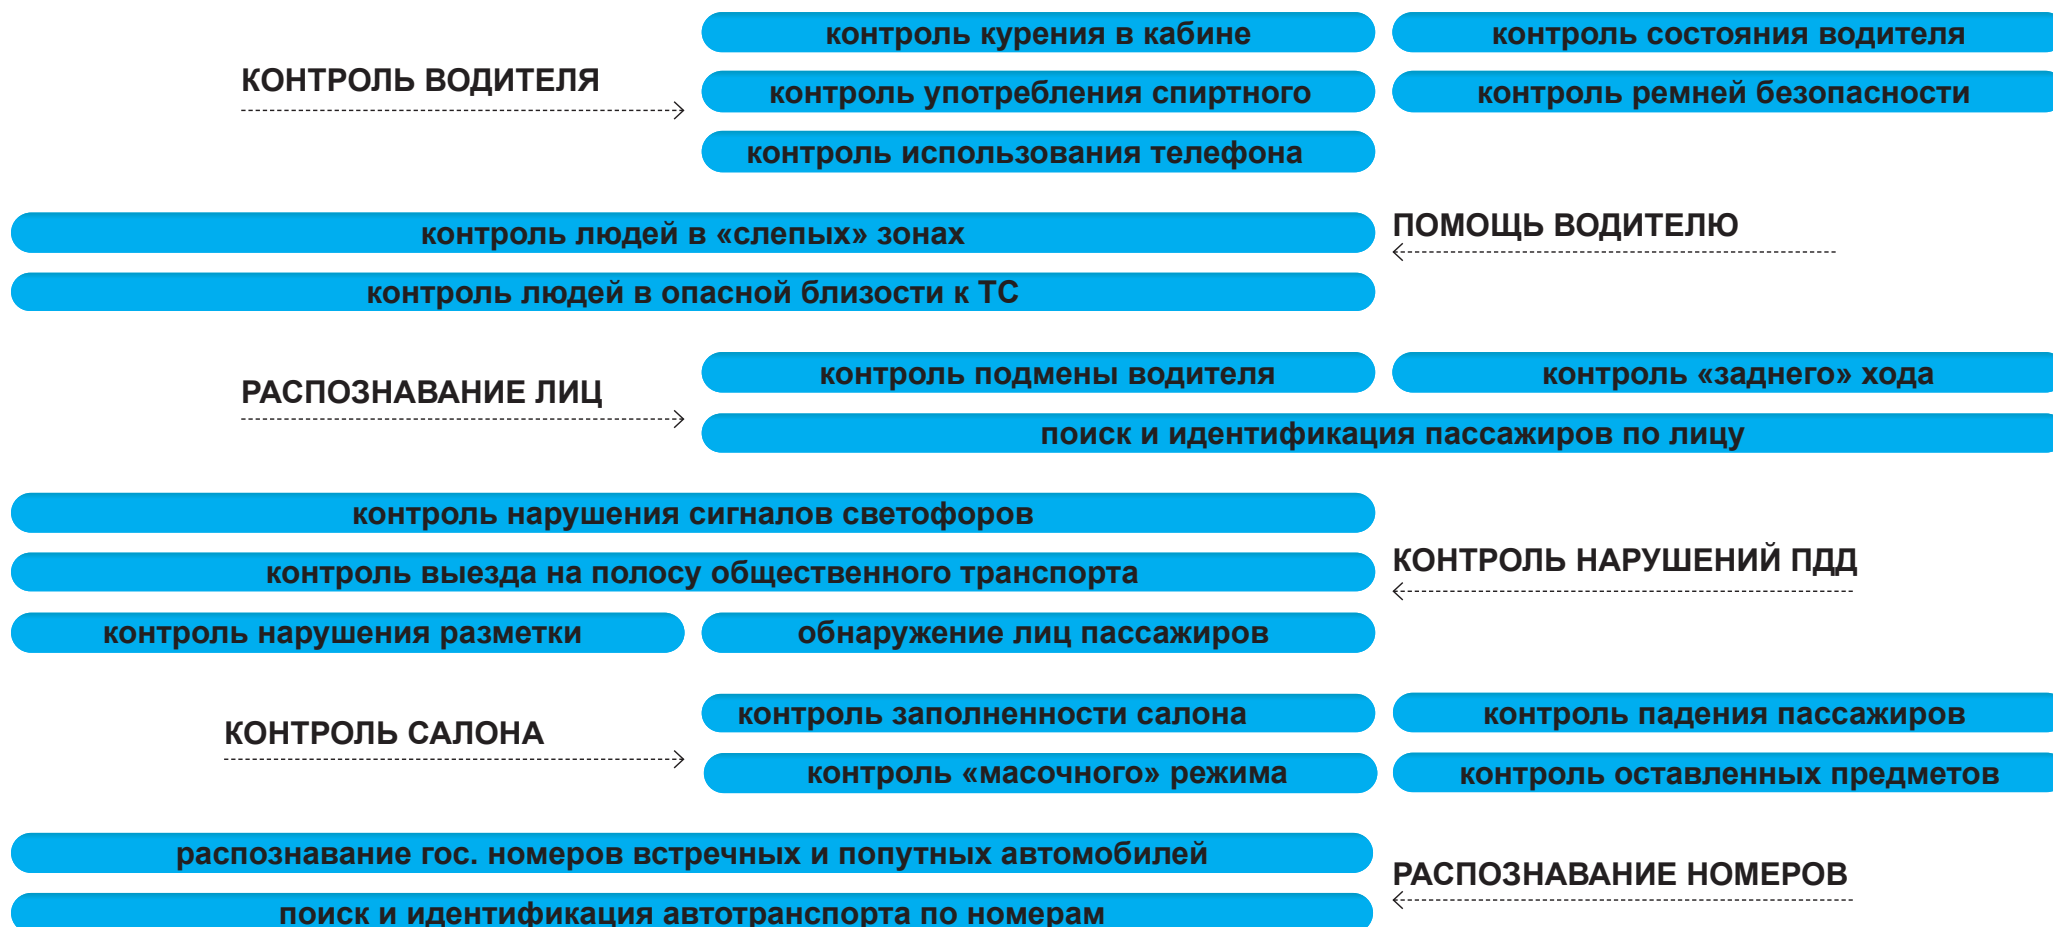 контроль курения в кабине
контроль состояния водителя
КОНТРОЛЬ ВОДИТЕЛЯ
контроль употребления спиртного
контроль ремней безопасности
контроль использования телефона
контроль людей в «слепых» зонах
ПОМОЩЬ ВОДИТЕЛЮ
контроль людей в опасной близости к ТС
контроль подмены водителя
контроль «заднего» хода
РАСПОЗНАВАНИЕ ЛИЦ
поиск и идентификация пассажиров по лицу
контроль нарушения сигналов светофоров
контроль выезда на полосу общественного транспорта
КОНТРОЛЬ НАРУШЕНИЙ ПДД
контроль нарушения разметки
обнаружение лиц пассажиров
контроль заполненности салона
контроль падения пассажиров
КОНТРОЛЬ САЛОНА
контроль «масочного» режима
контроль оставленных предметов
распознавание гос. номеров встречных и попутных автомобилей
РАСПОЗНАВАНИЕ НОМЕРОВ
поиск и идентификация автотранспорта по номерам